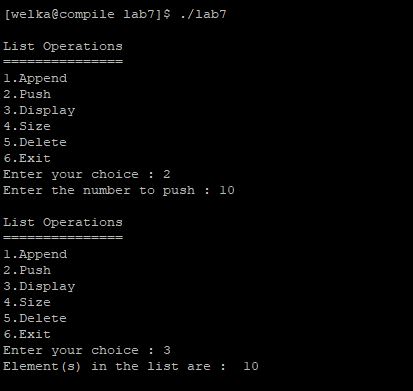 [welka@compile lab7]$ ./lab7
List Operations
===============
1.Append
2.Push
3.Display
4.Size
5.Delete
6.Exit
Enter your choice : 2
Enter the number to push : 10
List Operations
===============
1.Append
2.Push
3.Display
4.Size
5.Delete
6.Exit
Enter your choice : 3
Element(s) in the list are :  10